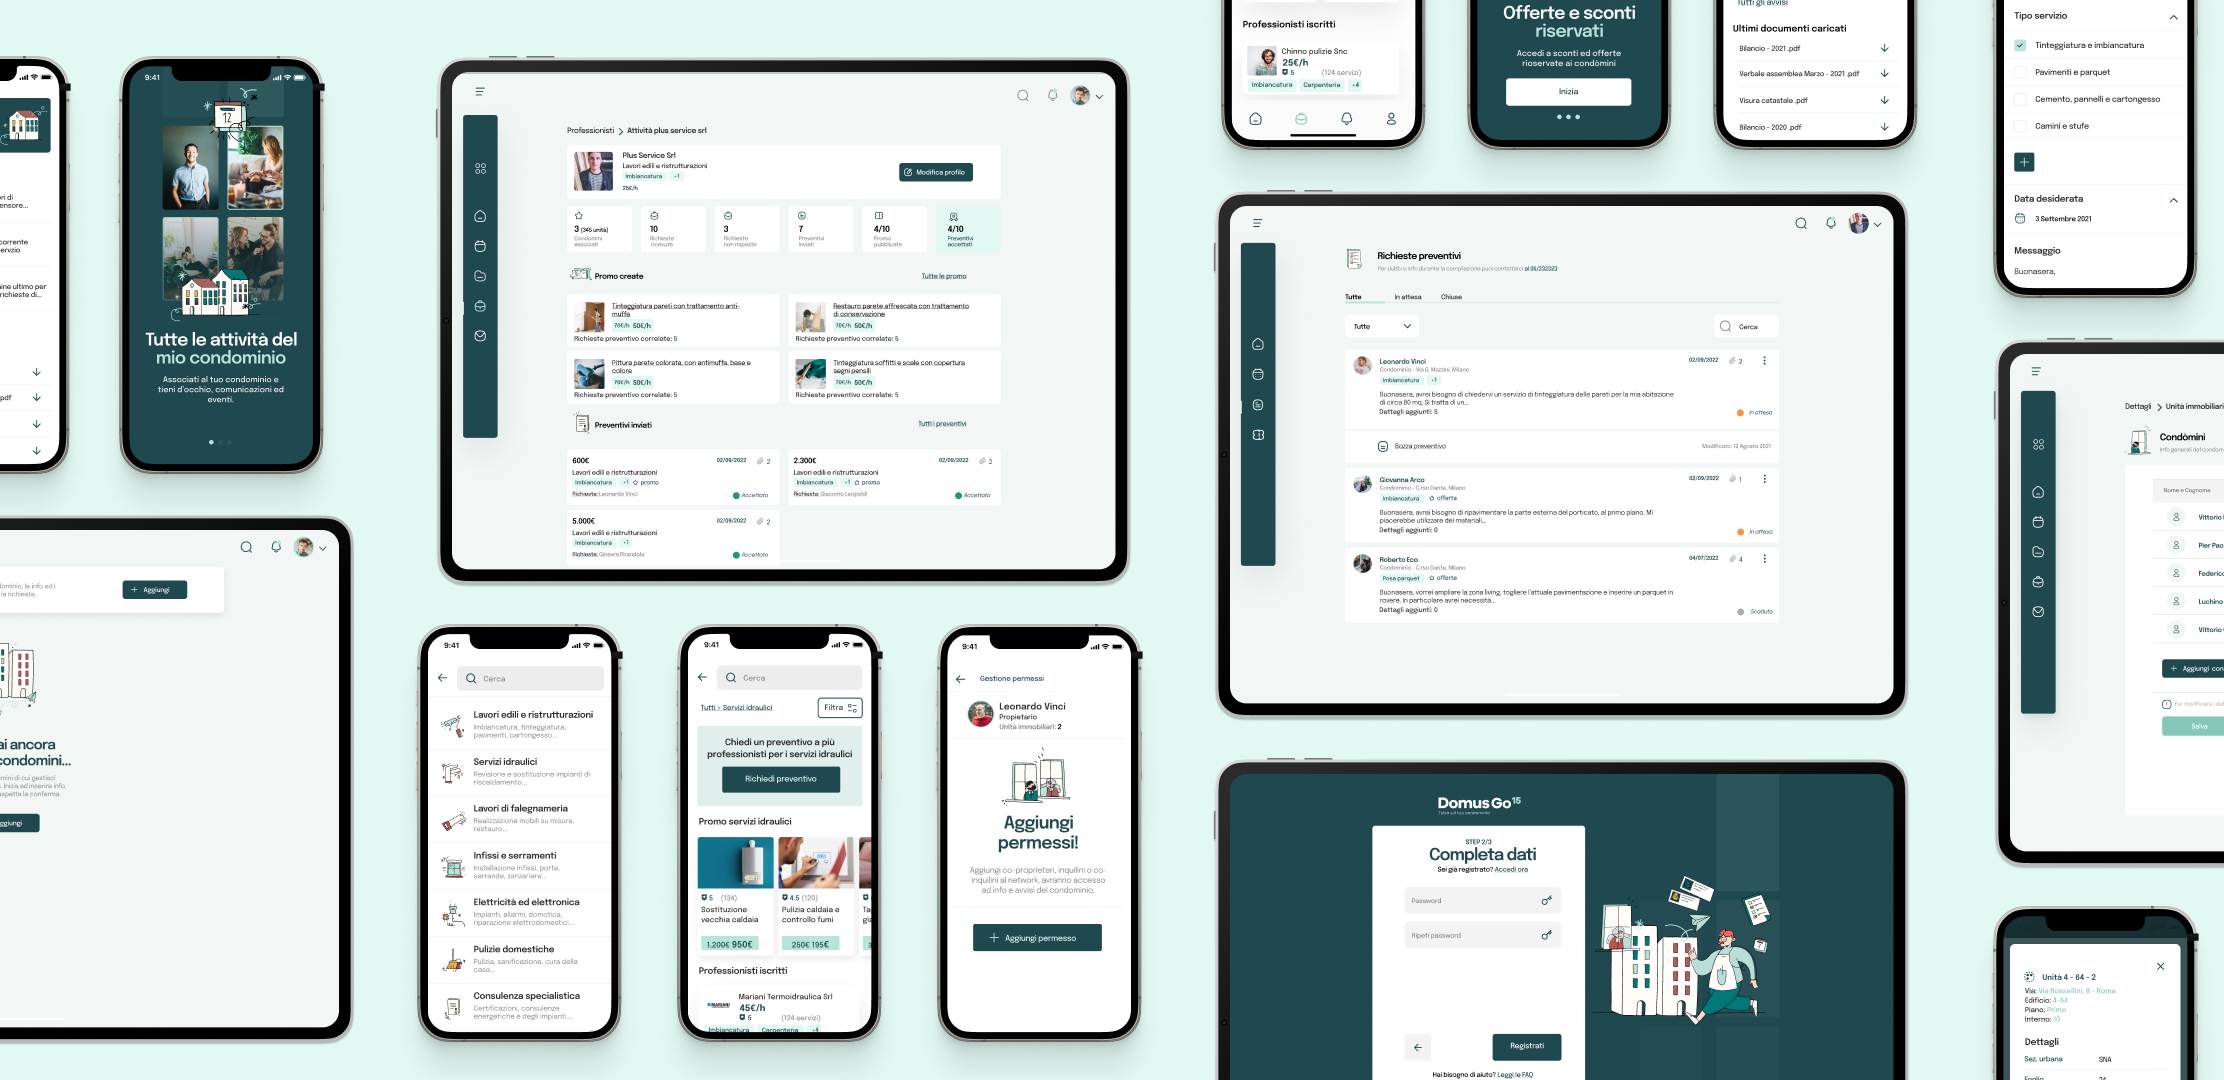 ri di
ensore...
corrente
ervzio
ine ultimo per
richieste di...
.pdf
9:41
12
Tutte le attività del
mio condominio
Associati al tuo condominio e
tieni d'occhio, comunicazioni ed
eventi.
Professionisti > Attività plus service srl
Plus Service Srl
Lavori edili e ristrutturazioni
Imbiancatura +1
25€/h
Modifica profilo
3 (345 unità)
Condomini
associati
10
Richieste
ricevute
3
Richieste
non risposte
7
Preventivi
inviati
4/10
Promo
pubblicate
4/10
Preventivi
accettati
Promo create
Tutte le promo
Tinteggiatura pareti con trattamento anti-
muffa
70€/h 50€/h
Richieste preventivo correlate: 5
Restauro parete affrescata con trattamento
di conservazione
70€/h 50€/h
Richieste preventivo correlate: 5
Pittura parete colorata, con antimuffa, base e
colore
70€/h 50€/h
Richieste preventivo correlate: 5
Tinteggiatura soffitti e scale con copertura
segni pensili
70€/h 50€/h
Richieste preventivo correlate: 5
Preventivi inviati
Tutti i preventivi
600€ 02/09/2022 2
Lavori edili e ristrutturazioni
Imbiancatura +1 promo
Richiesta: Leonardo Vinci
Accettato
2.300€ 02/09/2022 2
Lavori edili e ristrutturazioni
Imbiancatura +1 promo
Richiesta: Giacomo Leopoldi
Accettato
5.000€ 02/09/2022 2
Lavori edili e ristrutturazioni
Imbiancatura +1
Richiesta: Ginevra Pirandola
Accettato
Professionisti iscritti
Chinno pulizie Snc
25€/h
5 (124 servizi)
Imbiancatura Carpenteria +4
Offerte e sconti
riservati
Accedi a sconti ed offerte
rioservate ai condòmini
Inizia
Tutti gli avvisi
Ultimi documenti caricati
Bilancio - 2021 .pdf
Verbale assemblea Marzo - 2021 .pdf
Visura catastale .pdf
Bilancio - 2020 .pdf
Tipo servizio
Tinteggiatura e imbiancatura
Pavimenti e parquet
Cemento, pannelli e cartongesso
Camini e stufe
Data desiderata
3 Settembre 2021
Messaggio
Buonasera,
Richieste preventivi
Per dubbi o info durante la compilazione puoi contattarci al 06/232323
Tutte In attesa Chiuse
Tutte
Cerca
Leonardo Vinci 02/09/2022 2
Condominio - Via G. Mazzini, Milano
Imbiancatura +1
Buonasera, avrei bisogno di chiedervi un servizio di tinteggiatura delle pareti per la mia abitazione
di circa 80 mq, Si tratta di un...
Dettagli aggiunti: 5
In attesa
Bozza preventivo
Modificato: 12 Agosto 2021
Giovanna Arco 02/09/2022 1
Condominio - C.rso Dante, Milano
Imbiancatura offerta
Buonasera, avrei bisogno di ripavimentare la parte esterna del porticato, al primo piano. Mi
piacerebbe utilizzare dei materiali...
Dettagli aggiunti: 0
In attesa
Roberto Eco 04/07/2022 4
Condominio - C.rso Dante, Milano
Posa parquet offerta
Buonasera, vorrei ampliare la zona living, togliere l'attuale pavimentazione e inserire un parquet in
rovere. In particolare avrei necessità...
Dettagli aggiunti: 0
Scaduto
Dettagli > Unità immobiliari
Condòmini
Info generali del condom
Nome e Cognome
Vittorio
Pier Pao
Federico
Luchino
Vittorio
+ Aggiungi con
Per modificare i dat
Salva
dominio, le info ed i
la richiesta.
+ Aggiungi
ai ancora
condomini...
mini di cui gestisci
. Inizia ad inserire info,
aspetta la conferma.
ggiungi
9:41
Cerca
Lavori edili e ristrutturazioni
Imbiancatura, tinteggiatura,
pavimenti, cartongesso...
Servizi idraulici
Revisione e sostituzione impianti di
riscaldamento...
Lavori di falegnameria
Realizzazione mobili su misura,
restauro...
Infissi e serramenti
Installazione infissi, porte,
serrande, zanzariere...
Elettricità ed elettronica
Impianti, allarmi, domotica,
riparazione elettrodomestici...
Pulizie domestiche
Pulizia, sanificazione, cura della
casa...
Consulenza specialistica
Certificazioni, consulenze
energetiche e degli impianti....
9:41
Cerca
Tutti > Servizi idraulici
Filtra
Chiedi un preventivo a più
professionisti per i servizi idraulici
Richiedi preventivo
Promo servizi idraulici
5 (134)
Sostituzione
vecchia caldaia
1.200€ 950€
4.5 (120)
Pulizia caldaia e
controllo fumi
250€ 195€
Ta
gia
Professionisti iscritti
MARIANI
Mariani Termoidraulica Srl
45€/h
5 (124 servizi)
Imbiancatura Carpenteria +4
9:41
Gestione permessi
Leonardo Vinci
Propietario
Unità immobiliari: 2
Aggiungi
permessi!
Aggiungi co-proprietari, inquilini o co-
inquilini al network, avranno accesso
ad info e avvisi del condominio.
+ Aggiungi permesso
DomusGo15
Tutto sul tuo condominio
STEP 2/3
Completa dati
Sei già registrato? Accedi ora
Password
Ripeti password
Registrati
Hai bisogno di aiuto? Leggi le FAQ
Unità 4 - 64 - 2
Via: Via Rossellini, 8 - Roma
Edificio: 4-64
Piano: Primo
Interno: 10
Dettagli
Sez. urbana SNA
Foglio 24